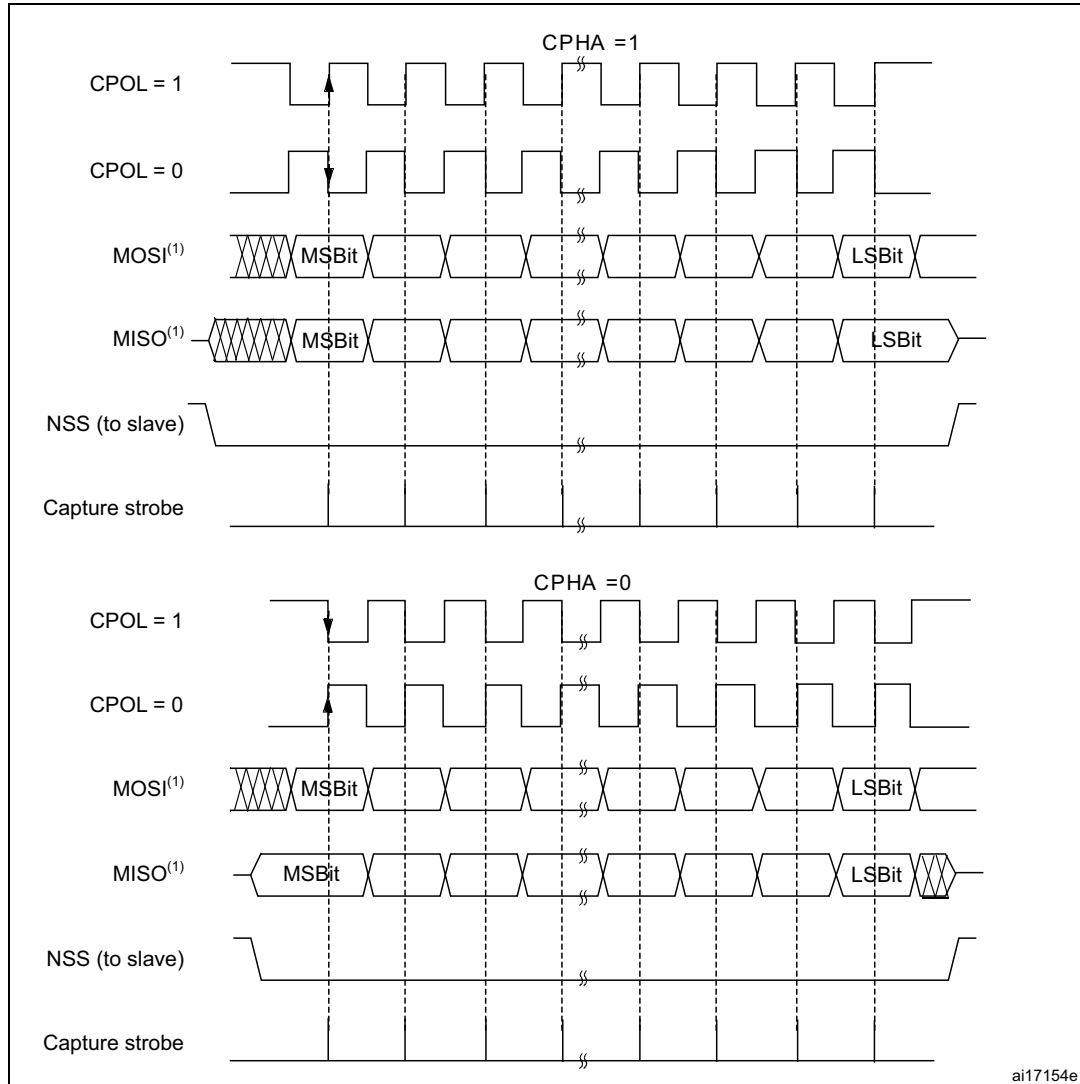 CPHA =1
CPOL = 1
CPOL = 0
MOSI(1)
MSBit
LSBit
MISO(1)
MSBit
LSBit
NSS (to slave)
Capture strobe
CPHA =0
CPOL = 1
CPOL = 0
MOSI(1)
MSBit
LSBit
MISO(1)
MSBit
LSBit
NSS (to slave)
Capture strobe
ai17154e